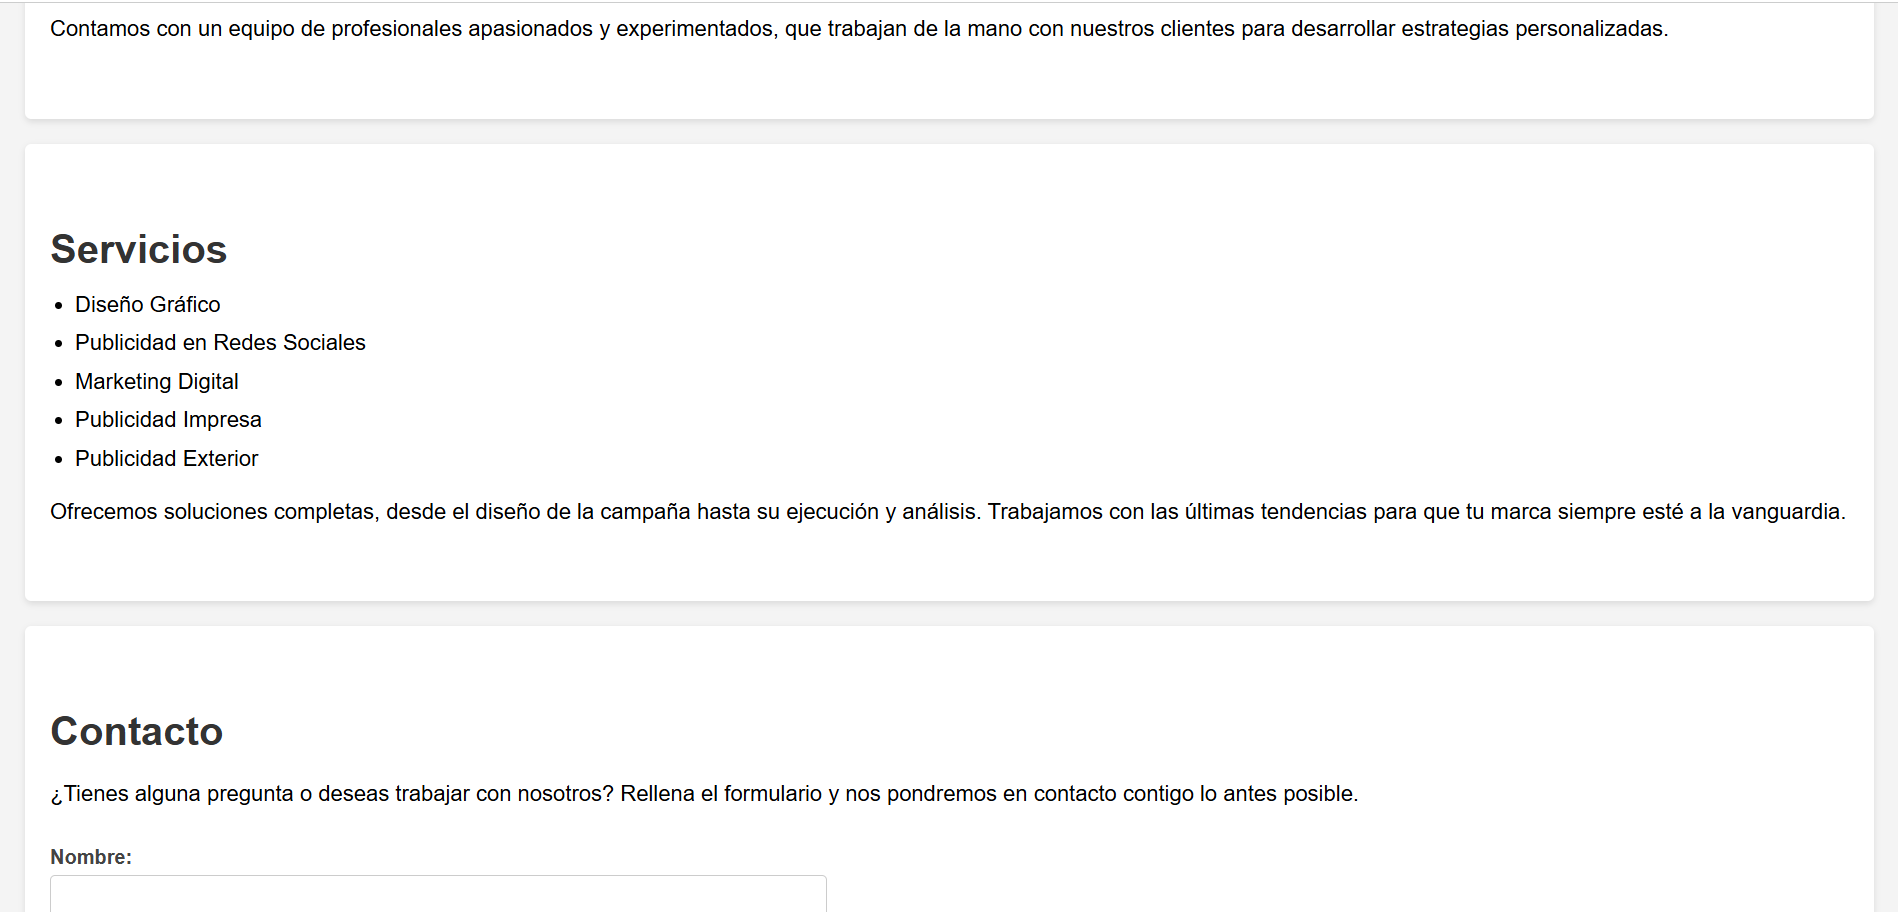 Contamos con un equipo de profesionales apasionados y experimentados, que trabajan de la mano con nuestros clientes para desarrollar estrategias personalizadas.
Servicios
• Diseño Gráfico
• Publicidad en Redes Sociales
• Marketing Digital
• Publicidad Impresa
• Publicidad Exterior
Ofrecemos soluciones completas, desde el diseño de la campaña hasta su ejecución y análisis. Trabajamos con las últimas tendencias para que tu marca siempre esté a la vanguardia.
Contacto
¿Tienes alguna pregunta o deseas trabajar con nosotros? Rellena el formulario y nos pondremos en contacto contigo lo antes posible.
Nombre: